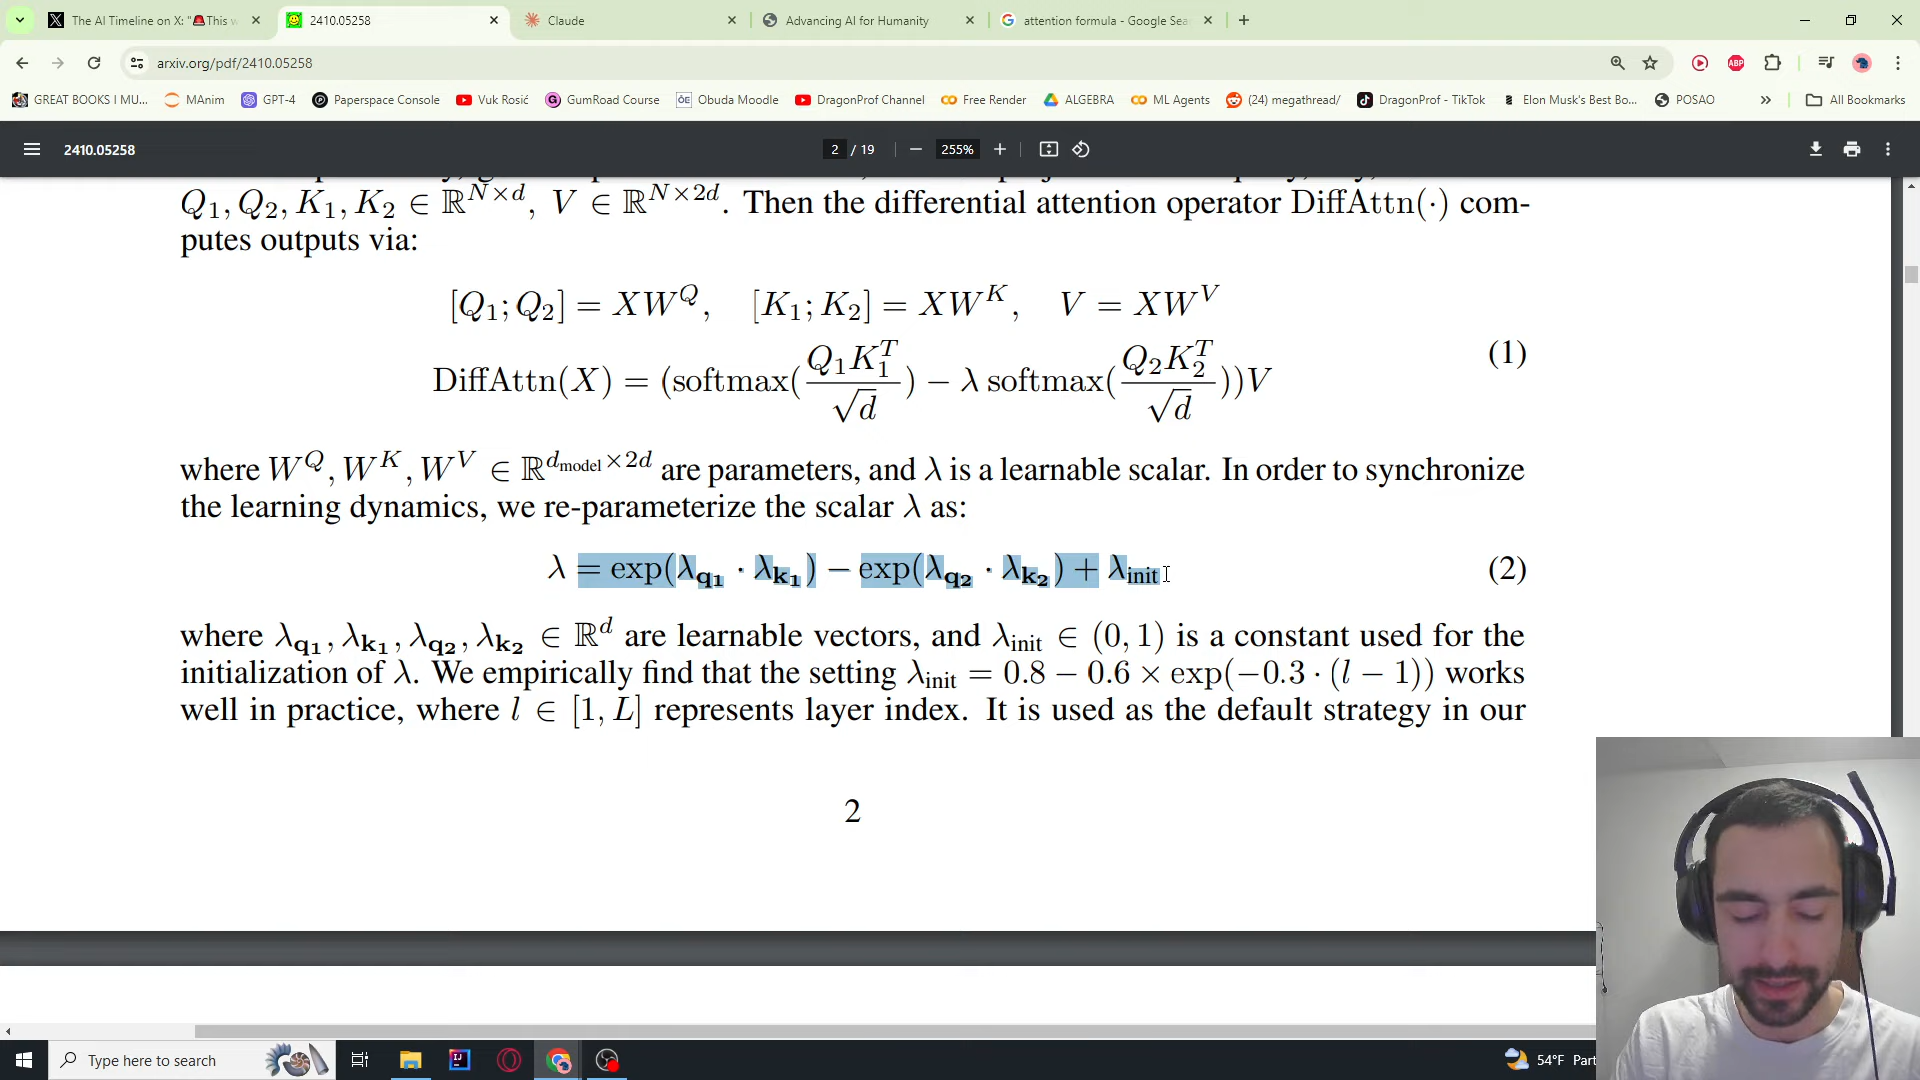 The AI Timeline on X: "🚨This w
2410.05258
Claude
Advancing AI for Humanity
attention formula - Google Sea
arxiv.org/pdf/2410.05258
GREAT BOOKS I MU...
MAnim
GPT-4
Paperspace Console
Vuk Rosić
GumRoad Course
Obuda Moodle
DragonProf Channel
Free Render
ALGEBRA
ML Agents
(24) megathread/
DragonProf - TikTok
Elon Musk's Best Bo...
POSAO
All Bookmarks
2410.05258
2 / 19
255%
Q₁, Q₂, K₁, K₂ ∈ ℝ^{N×d}, V ∈ ℝ^{N×2d}. Then the differential attention operator DiffAttn(·) com-
putes outputs via:
[Q₁; Q₂] = XW^Q, [K₁; K₂] = XW^K, V = XW^V
DiffAttn(X) = (softmax(Q₁K₁^T / √d) − λ softmax(Q₂K₂^T / √d))V (1)
where W^Q, W^K, W^V ∈ ℝ^{d_model×2d} are parameters, and λ is a learnable scalar. In order to synchronize
the learning dynamics, we re-parameterize the scalar λ as:
λ = exp(λ_q₁ · λ_k₁) − exp(λ_q₂ · λ_k₂) + λ_init (2)
where λ_q₁, λ_k₁, λ_q₂, λ_k₂ ∈ ℝ^d are learnable vectors, and λ_init ∈ (0, 1) is a constant used for the
initialization of λ. We empirically find that the setting λ_init = 0.8 − 0.6 × exp(−0.3 · (l − 1)) works
well in practice, where l ∈ [1, L] represents layer index. It is used as the default strategy in our
2
Type here to search
54°F Part